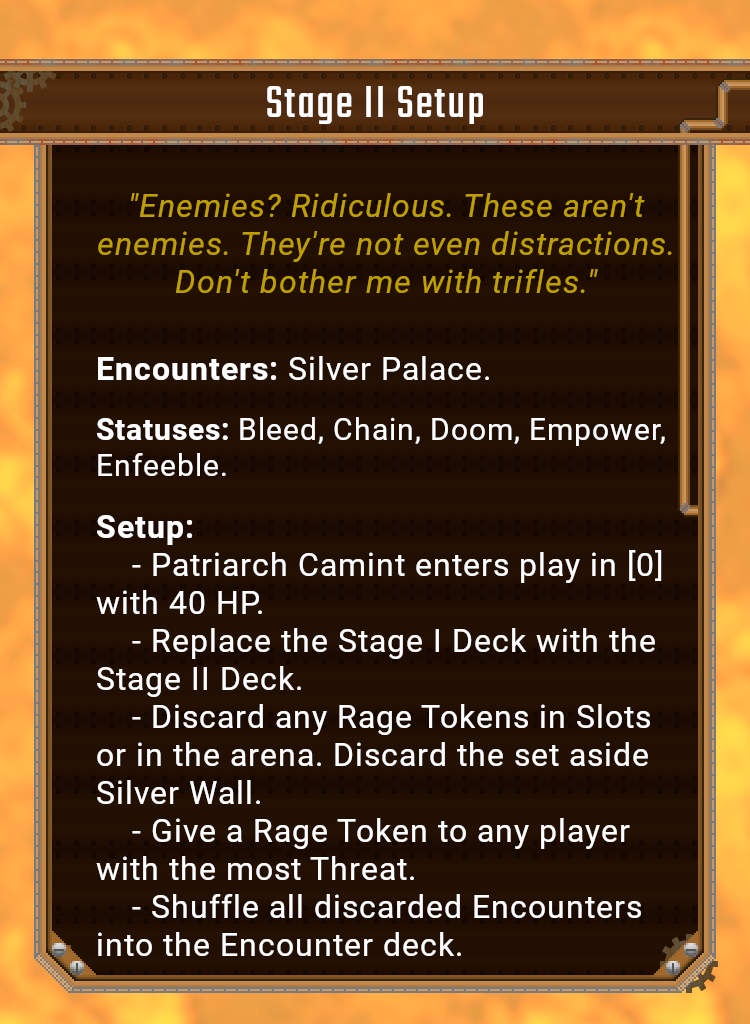 Stage II Setup
"Enemies? Ridiculous. These aren't
enemies. They're not even distractions.
Don't bother me with trifles."
Encounters: Silver Palace.
Statuses: Bleed, Chain, Doom, Empower,
Enfeeble.
Setup:
- Patriarch Camint enters play in [0]
with 40 HP.
- Replace the Stage I Deck with the
Stage II Deck.
- Discard any Rage Tokens in Slots
or in the arena. Discard the set aside
Silver Wall.
- Give a Rage Token to any player
with the most Threat.
- Shuffle all discarded Encounters
into the Encounter deck.